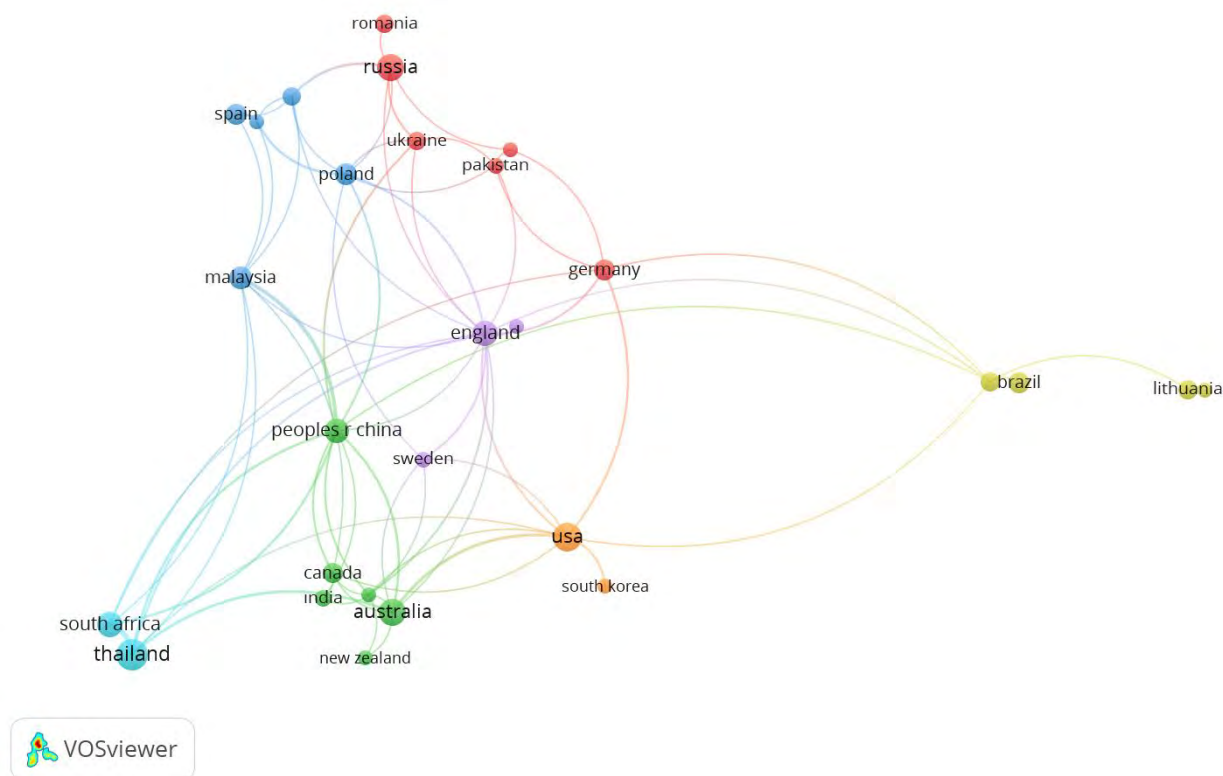 romania
russia
spain
ukraine
pakistan
poland
germany
malaysia
england
brazil
lithuania
peoples r china
sweden
usa
canada
south korea
india
australia
south africa
thailand
new zealand
VOSviewer